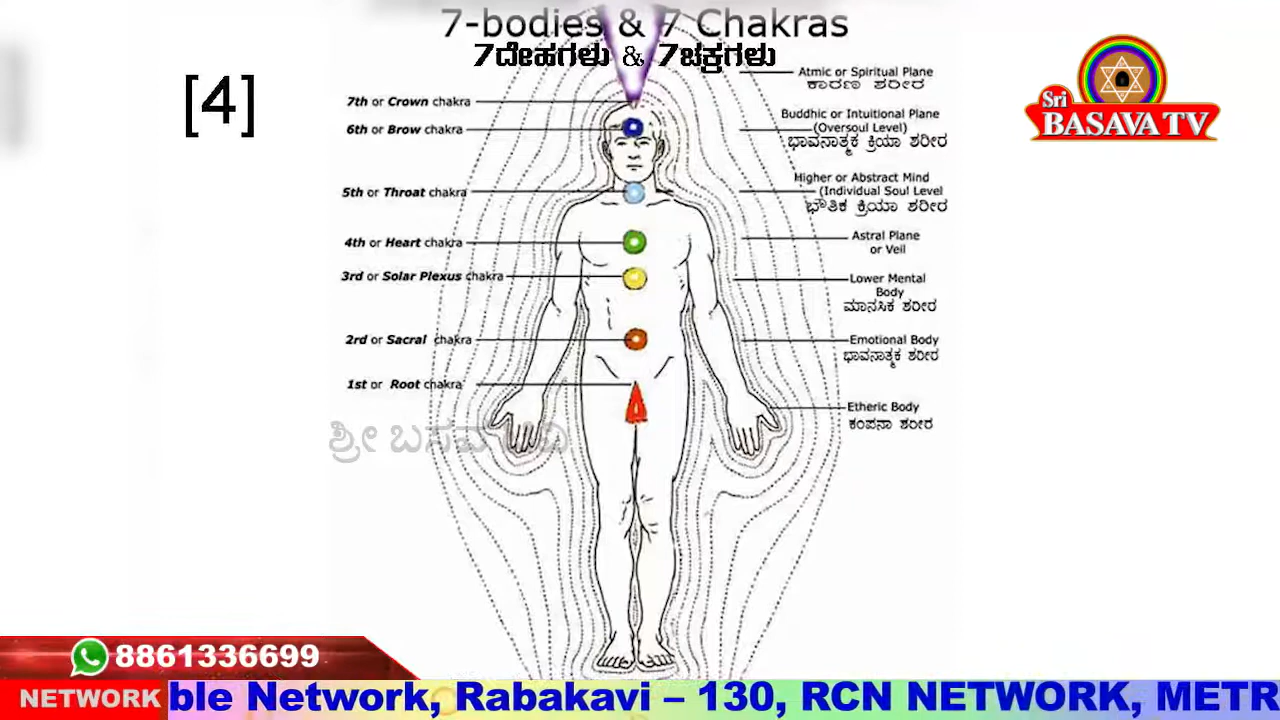 7-bodies & 7 Chakras
7ದೇಹಗಳು & 7ಚಕ್ರಗಳು
[4]
Sri
BASAVA TV
7th or Crown chakra
6th or Brow chakra
5th or Throat chakra
4th or Heart chakra
3rd or Solar Plexus chakra
2rd or Sacral chakra
1st or Root chakra
Atmic or Spiritual Plane
ಕಾರಣ ಶರೀರ
Buddhic or Intuitional Plane
(Oversoul Level)
ಭಾವನಾತ್ಮಕ ಕ್ರಿಯಾ ಶರೀರ
Higher or Abstract Mind
(Individual Soul Level
ಭೌತಿಕ ಕ್ರಿಯಾ ಶರೀರ
Astral Plane
or Veil
Lower Mental
Body
ಮಾನಸಿಕ ಶರೀರ
Emotional Body
ಭಾವನಾತ್ಮಕ ಶರೀರ
Etheric Body
ಕಂಪನಾ ಶರೀರ
ಶ್ರೀ ಬಸವ
8861336699
NETWORK ble Network, Rabakavi – 130, RCN NETWORK, METR